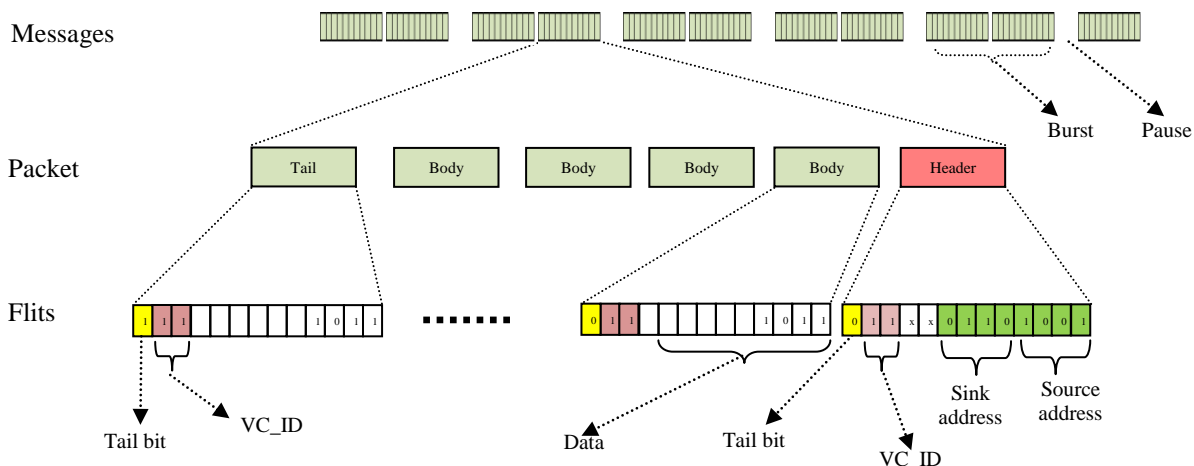 Messages
Burst
Pause
Packet
Tail
Body
Body
Body
Body
Header
Flits
1 1 1 1 0 1 1
0 1 1 1 0 1 1
0 1 1 x x 0 1 1 0 1 0 0 1
Sink address
Source address
VC_ID
Tail bit
Data
Tail bit
VC_ID